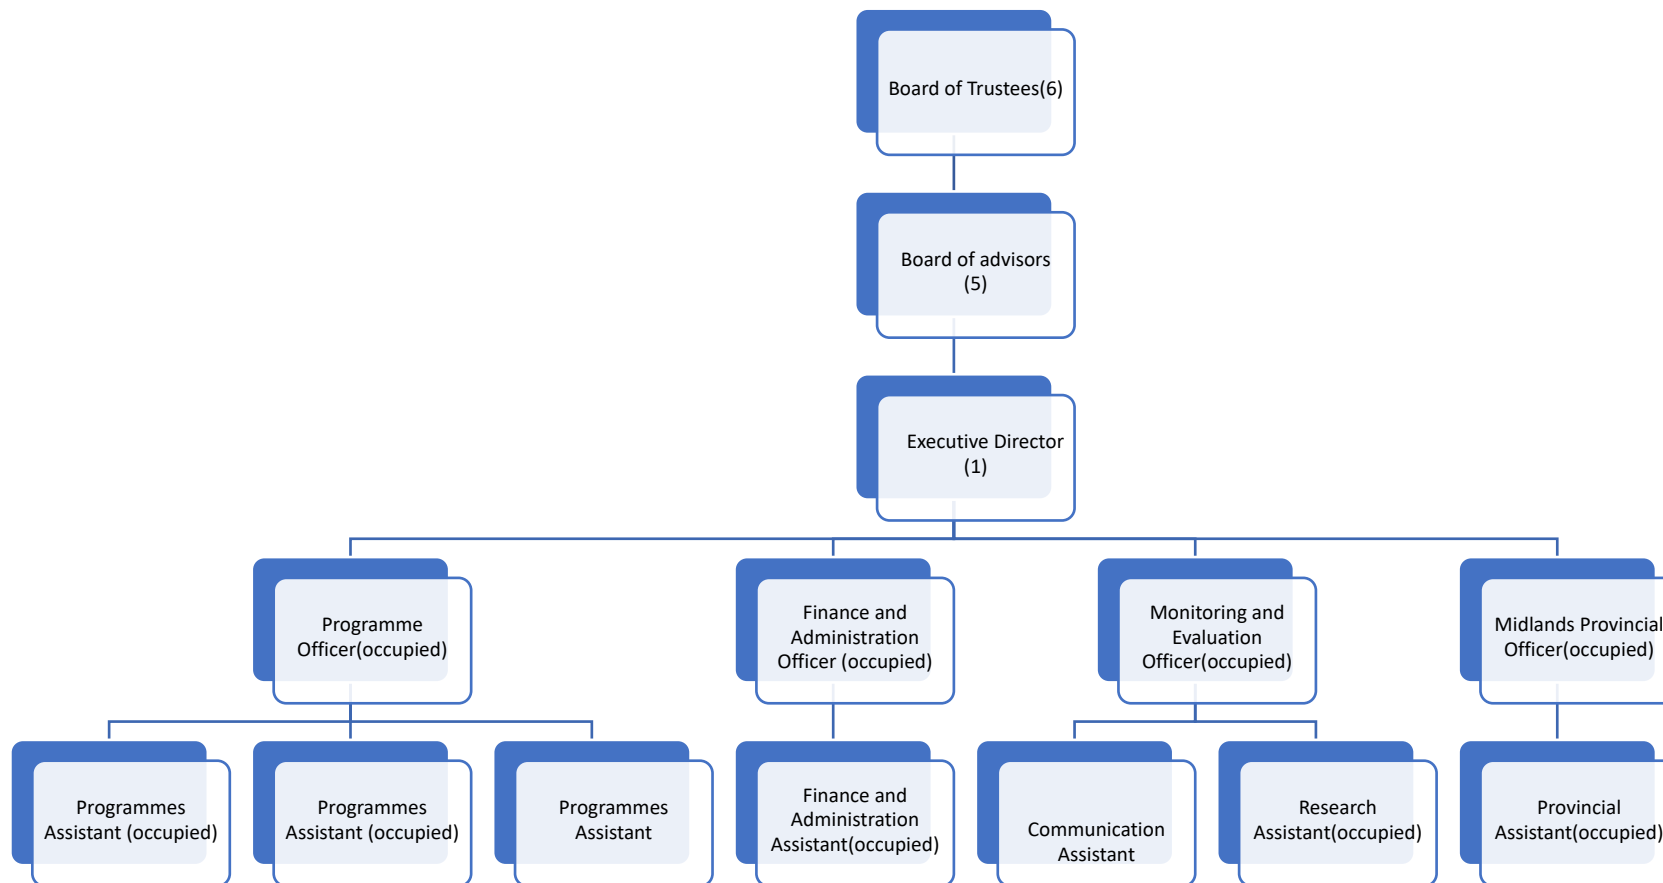 Board of Trustees(6)
Board of advisors
(5)
Executive Director
(1)
Programme
Officer(occupied)
Finance and
Administration
Officer (occupied)
Monitoring and
Evaluation
Officer(occupied)
Midlands Provincial
Officer(occupied)
Programmes
Assistant (occupied)
Programmes
Assistant (occupied)
Programmes
Assistant
Finance and
Administration
Assistant(occupied)
Communication
Assistant
Research
Assistant(occupied)
Provincial
Assistant(occupied)